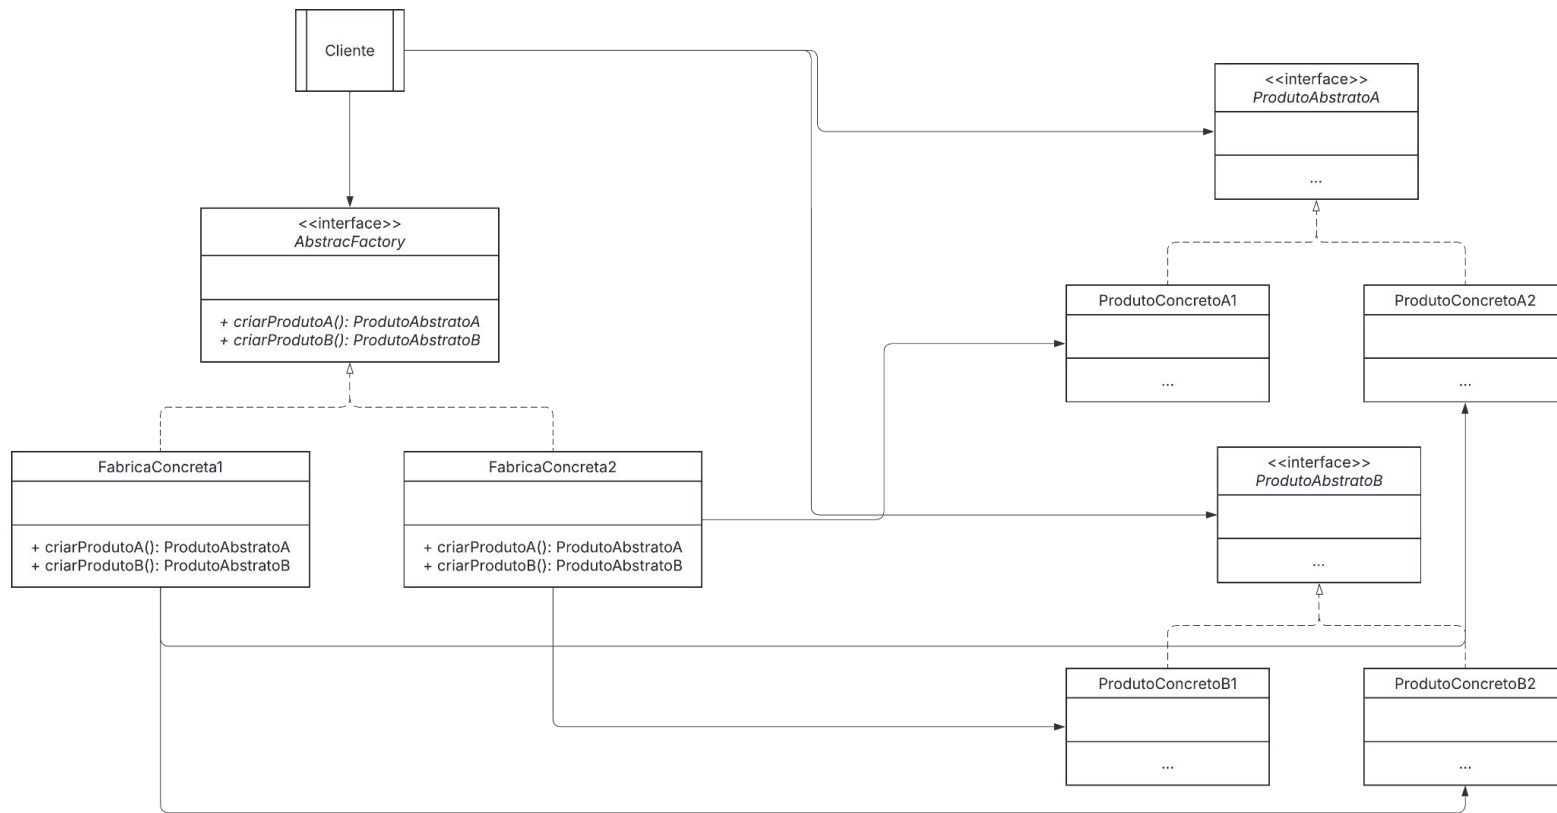 Cliente
<<interface>>
ProdutoAbstratoA
...
<<interface>>
AbstracFactory
+ criarProdutoA(): ProdutoAbstratoA
+ criarProdutoB(): ProdutoAbstratoB
ProdutoConcretoA1
...
ProdutoConcretoA2
...
FabricaConcreta1
+ criarProdutoA(): ProdutoAbstratoA
+ criarProdutoB(): ProdutoAbstratoB
FabricaConcreta2
+ criarProdutoA(): ProdutoAbstratoA
+ criarProdutoB(): ProdutoAbstratoB
<<interface>>
ProdutoAbstratoB
...
ProdutoConcretoB1
...
ProdutoConcretoB2
...